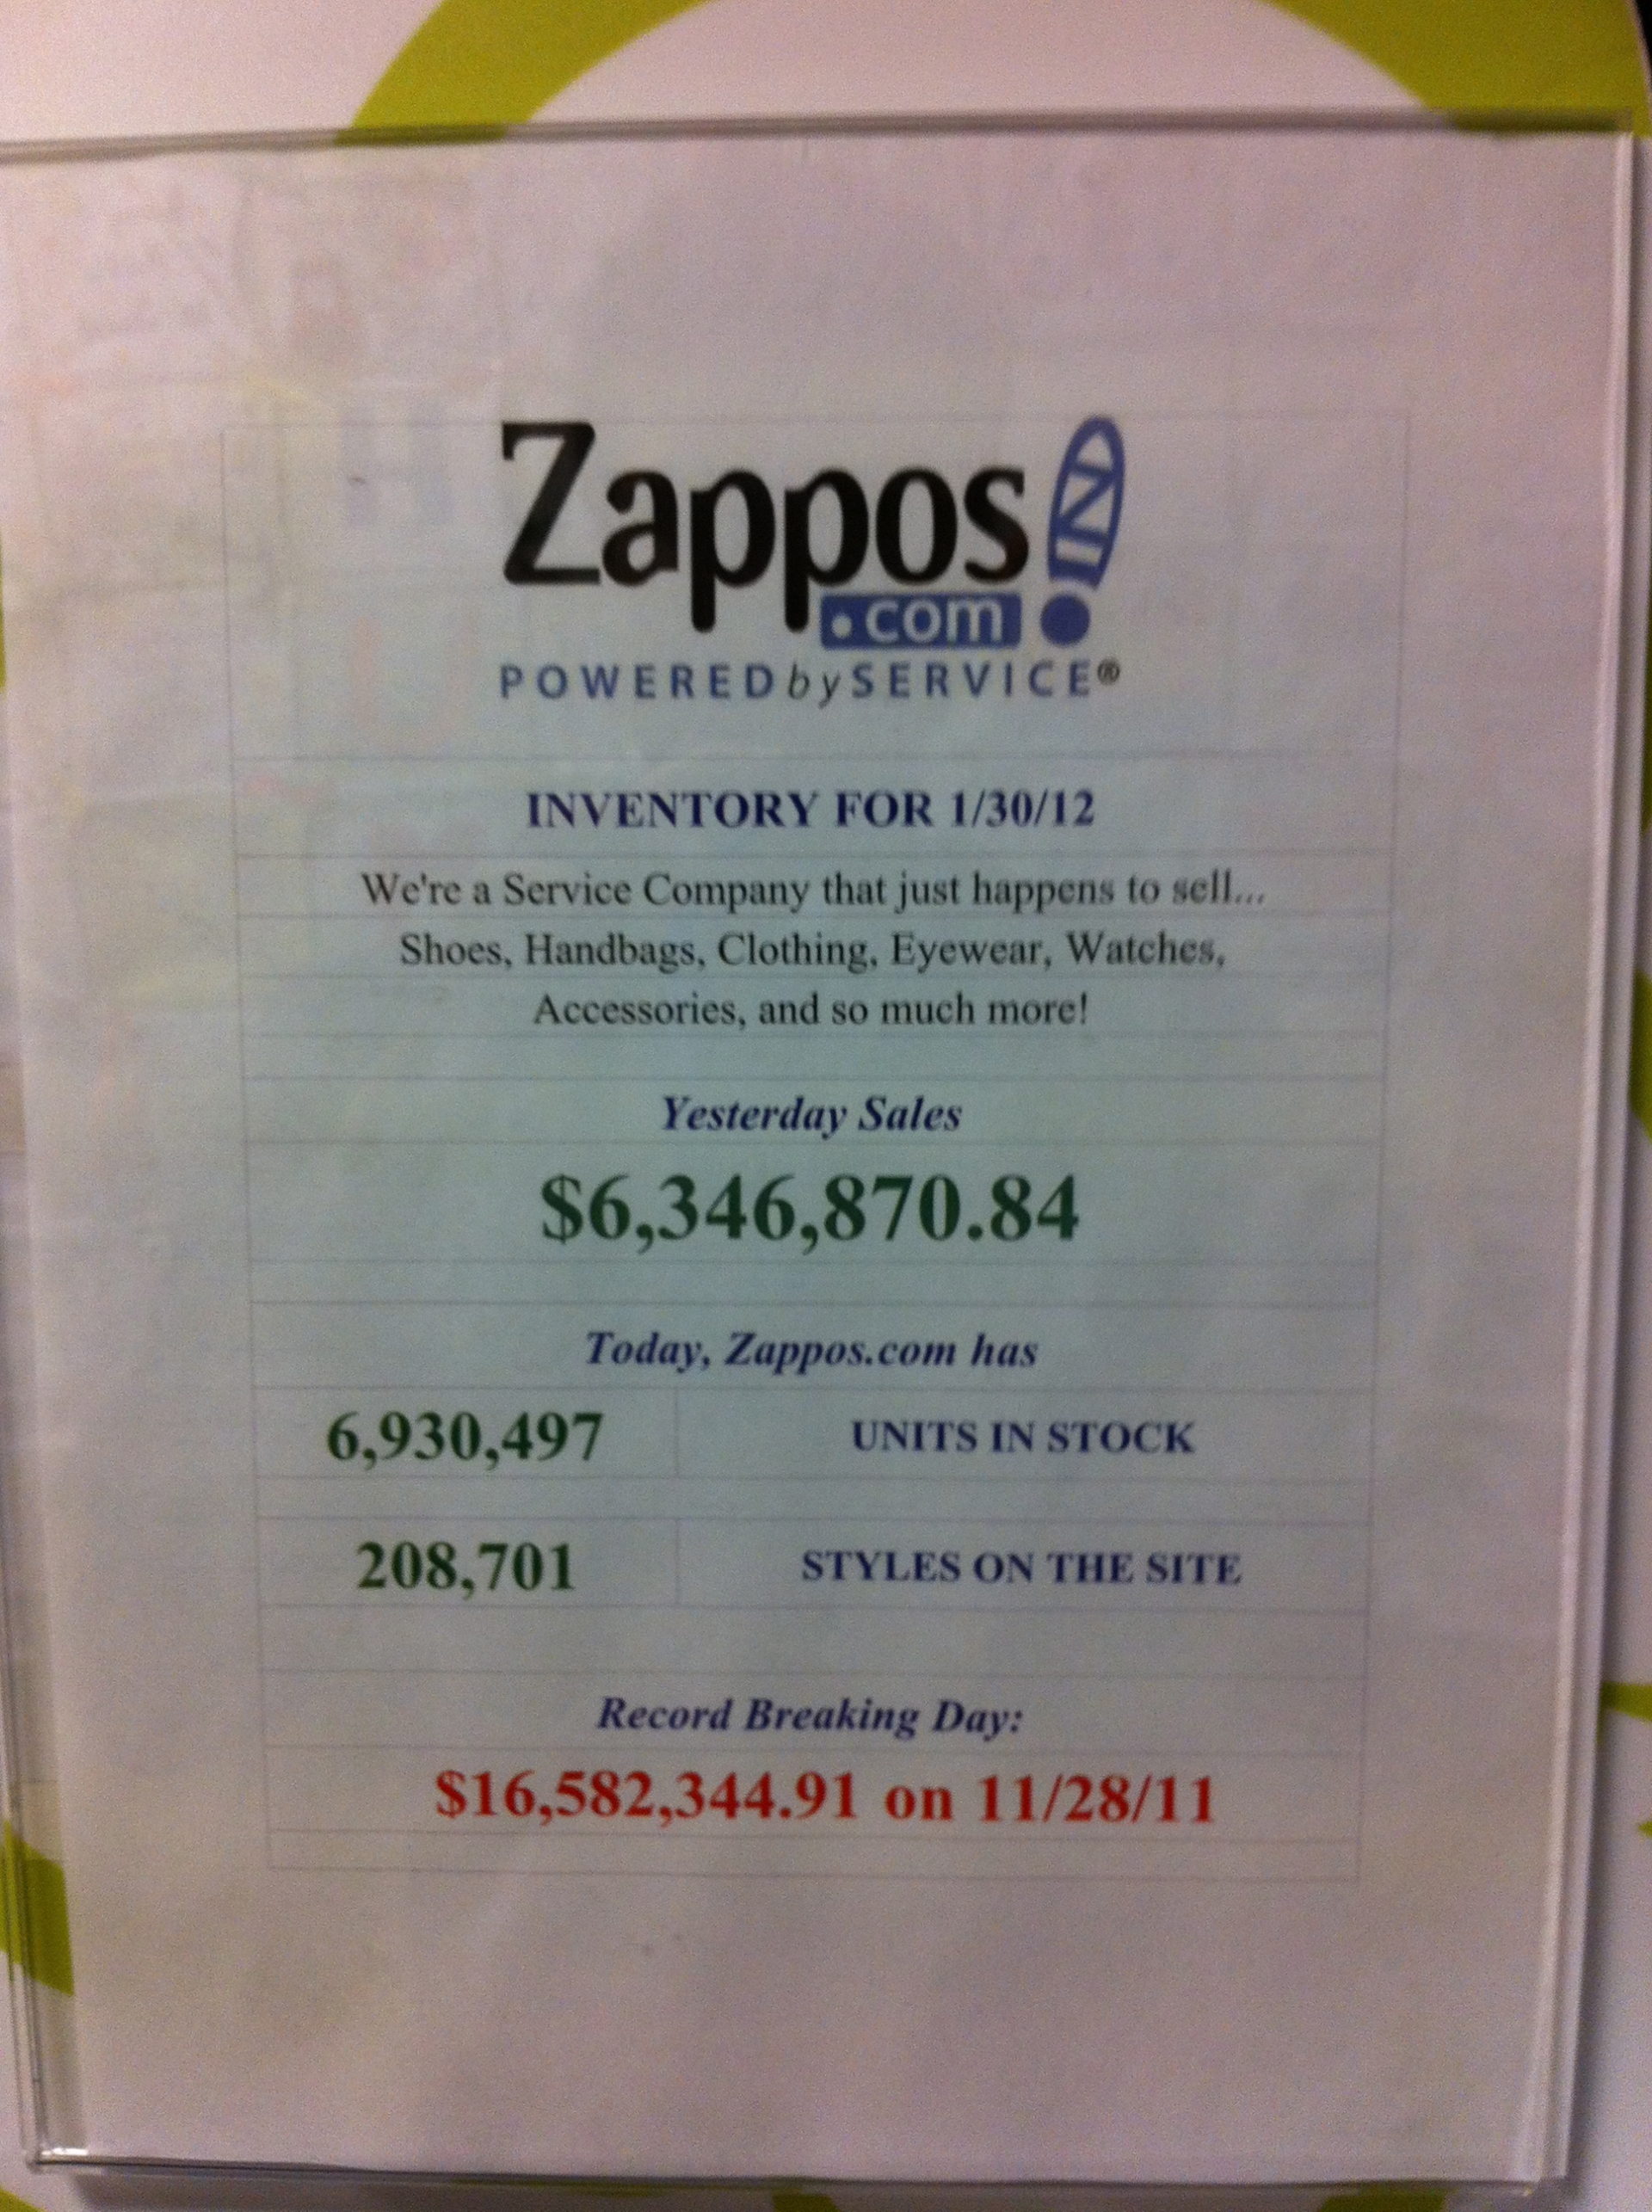 Zappos
.com
POWEREDbySERVICE®
INVENTORY FOR 1/30/12
We're a Service Company that just happens to sell...
Shoes, Handbags, Clothing, Eyewear, Watches,
Accessories, and so much more!
Yesterday Sales
$6,346,870.84
Today, Zappos.com has
6,930,497 UNITS IN STOCK
208,701 STYLES ON THE SITE
Record Breaking Day:
$16,582,344.91 on 11/28/11